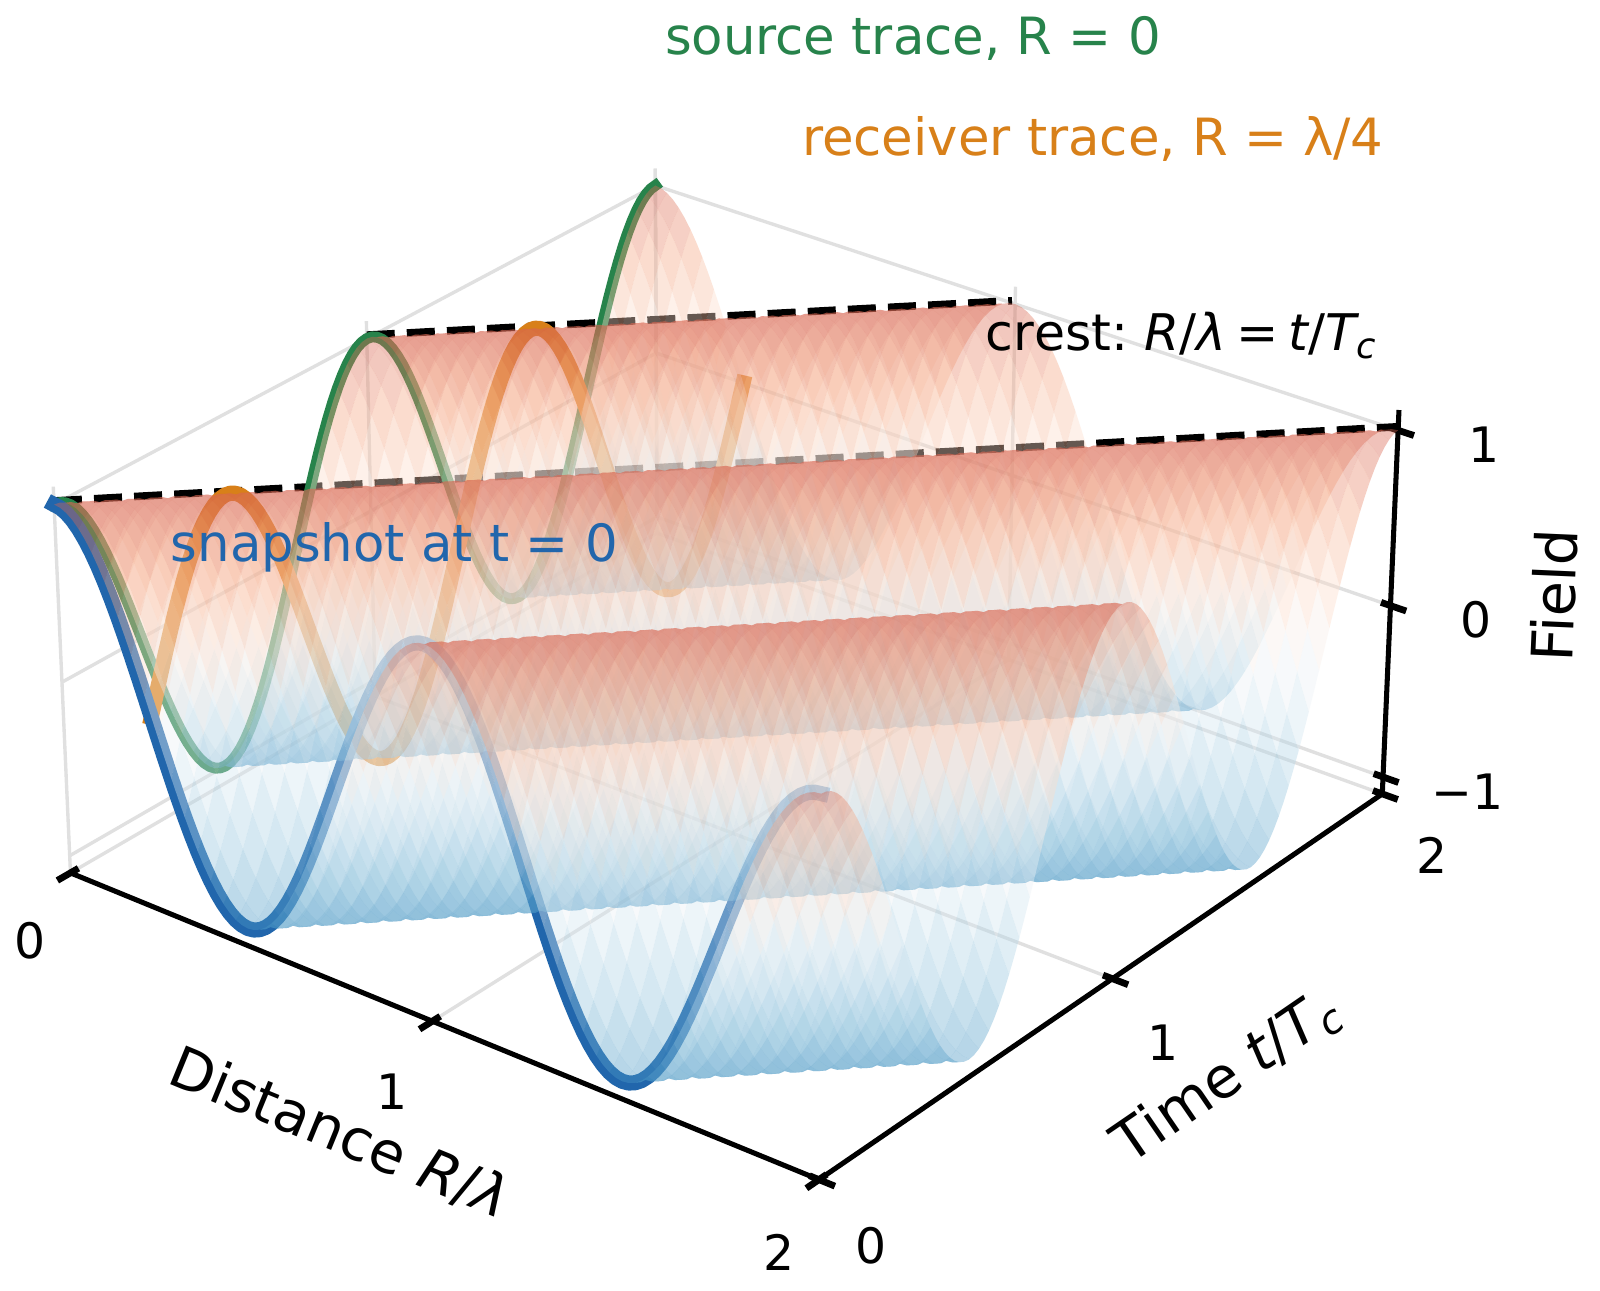 source trace, R = 0
receiver trace, R = λ/4
crest: R/λ = t/T_c
snapshot at t = 0
1
0
−1
Field
2
1
0
Time t/T_c
0
1
2
Distance R/λ